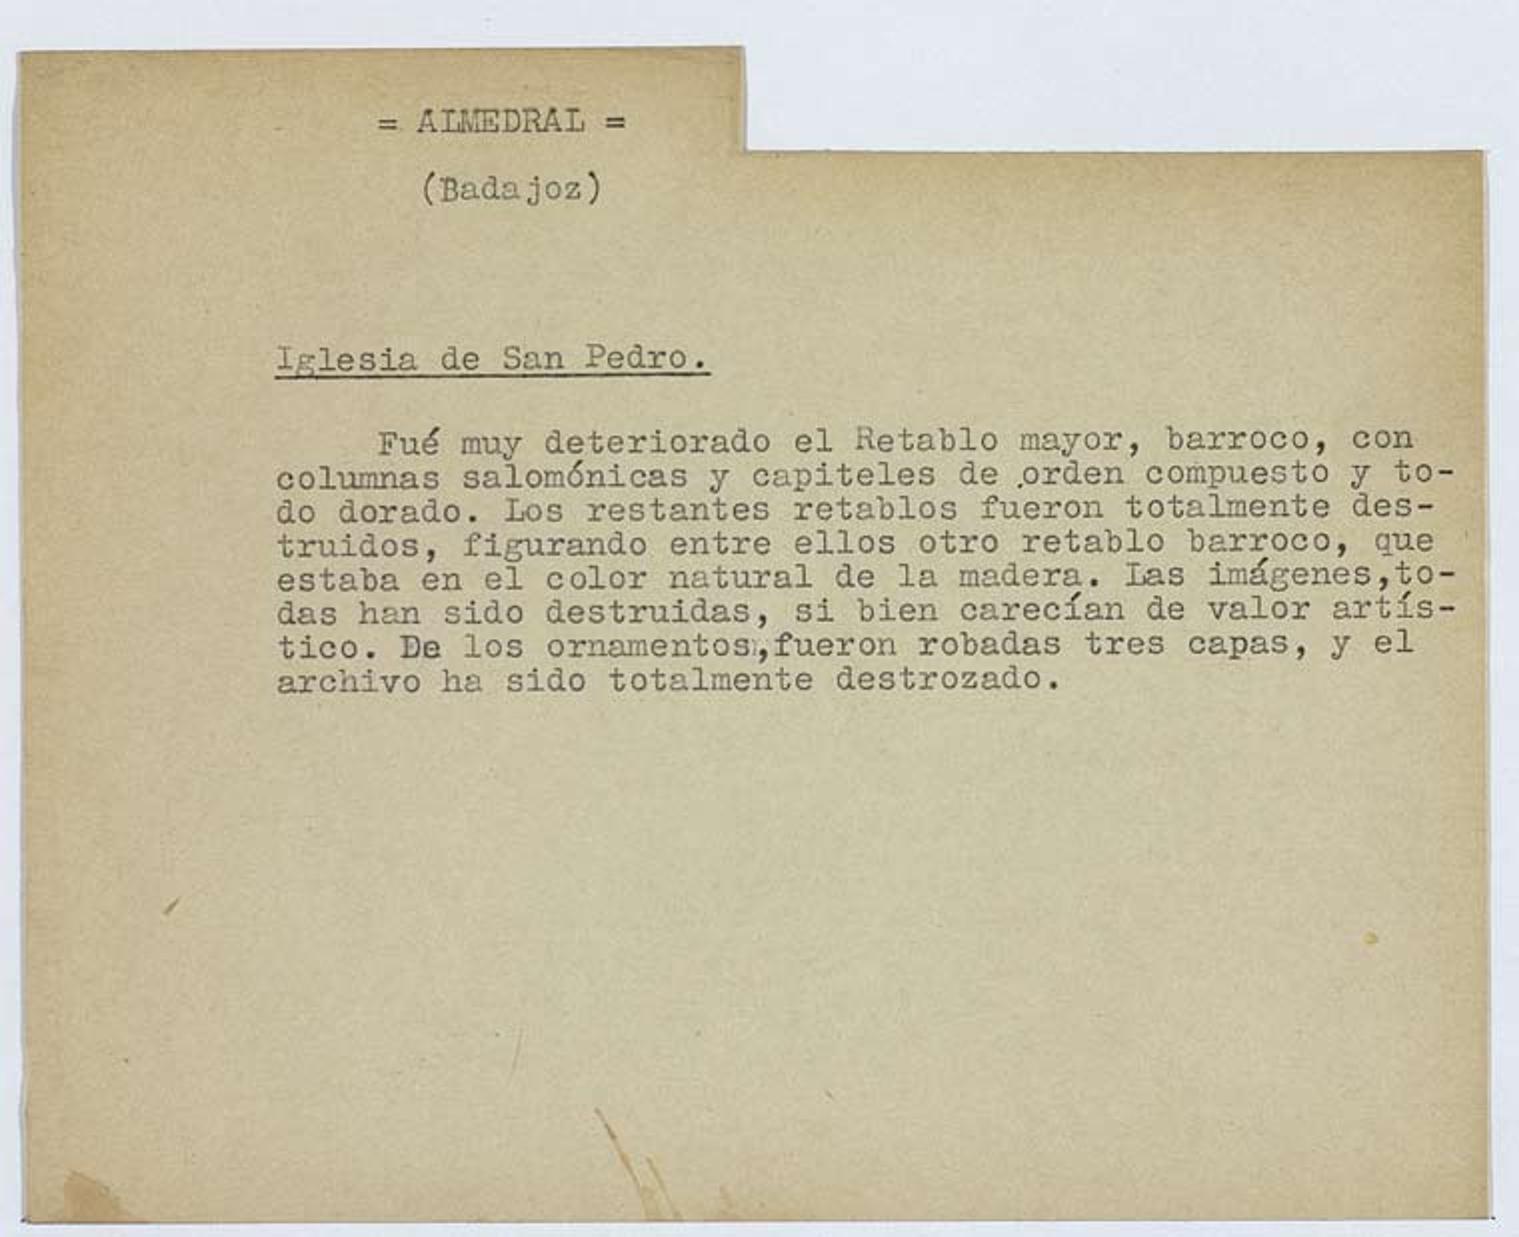 = ALMEDRAL =
(Badajoz)
Iglesia de San Pedro.
Fué muy deteriorado el Retablo mayor, barroco, con
columnas salomónicas y capiteles de orden compuesto y to-
do dorado. Los restantes retablos fueron totalmente des-
truidos, figurando entre ellos otro retablo barroco, que
estaba en el color natural de la madera. Las imágenes,to-
das han sido destruidas, si bien carecían de valor artís-
tico. De los ornamentos,fueron robadas tres capas, y el
archivo ha sido totalmente destrozado.